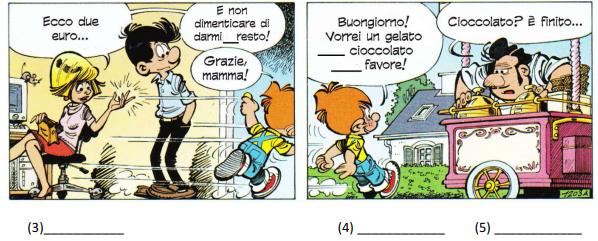 Ecco due
euro...
E non
dimenticare di
darmi __resto!
Grazie,
mamma!
Buongiorno!
Vorrei un gelato
____ cioccolato
____ favore!
Cioccolato? È finito...
(3)___________
(4) ____________
(5) ____________